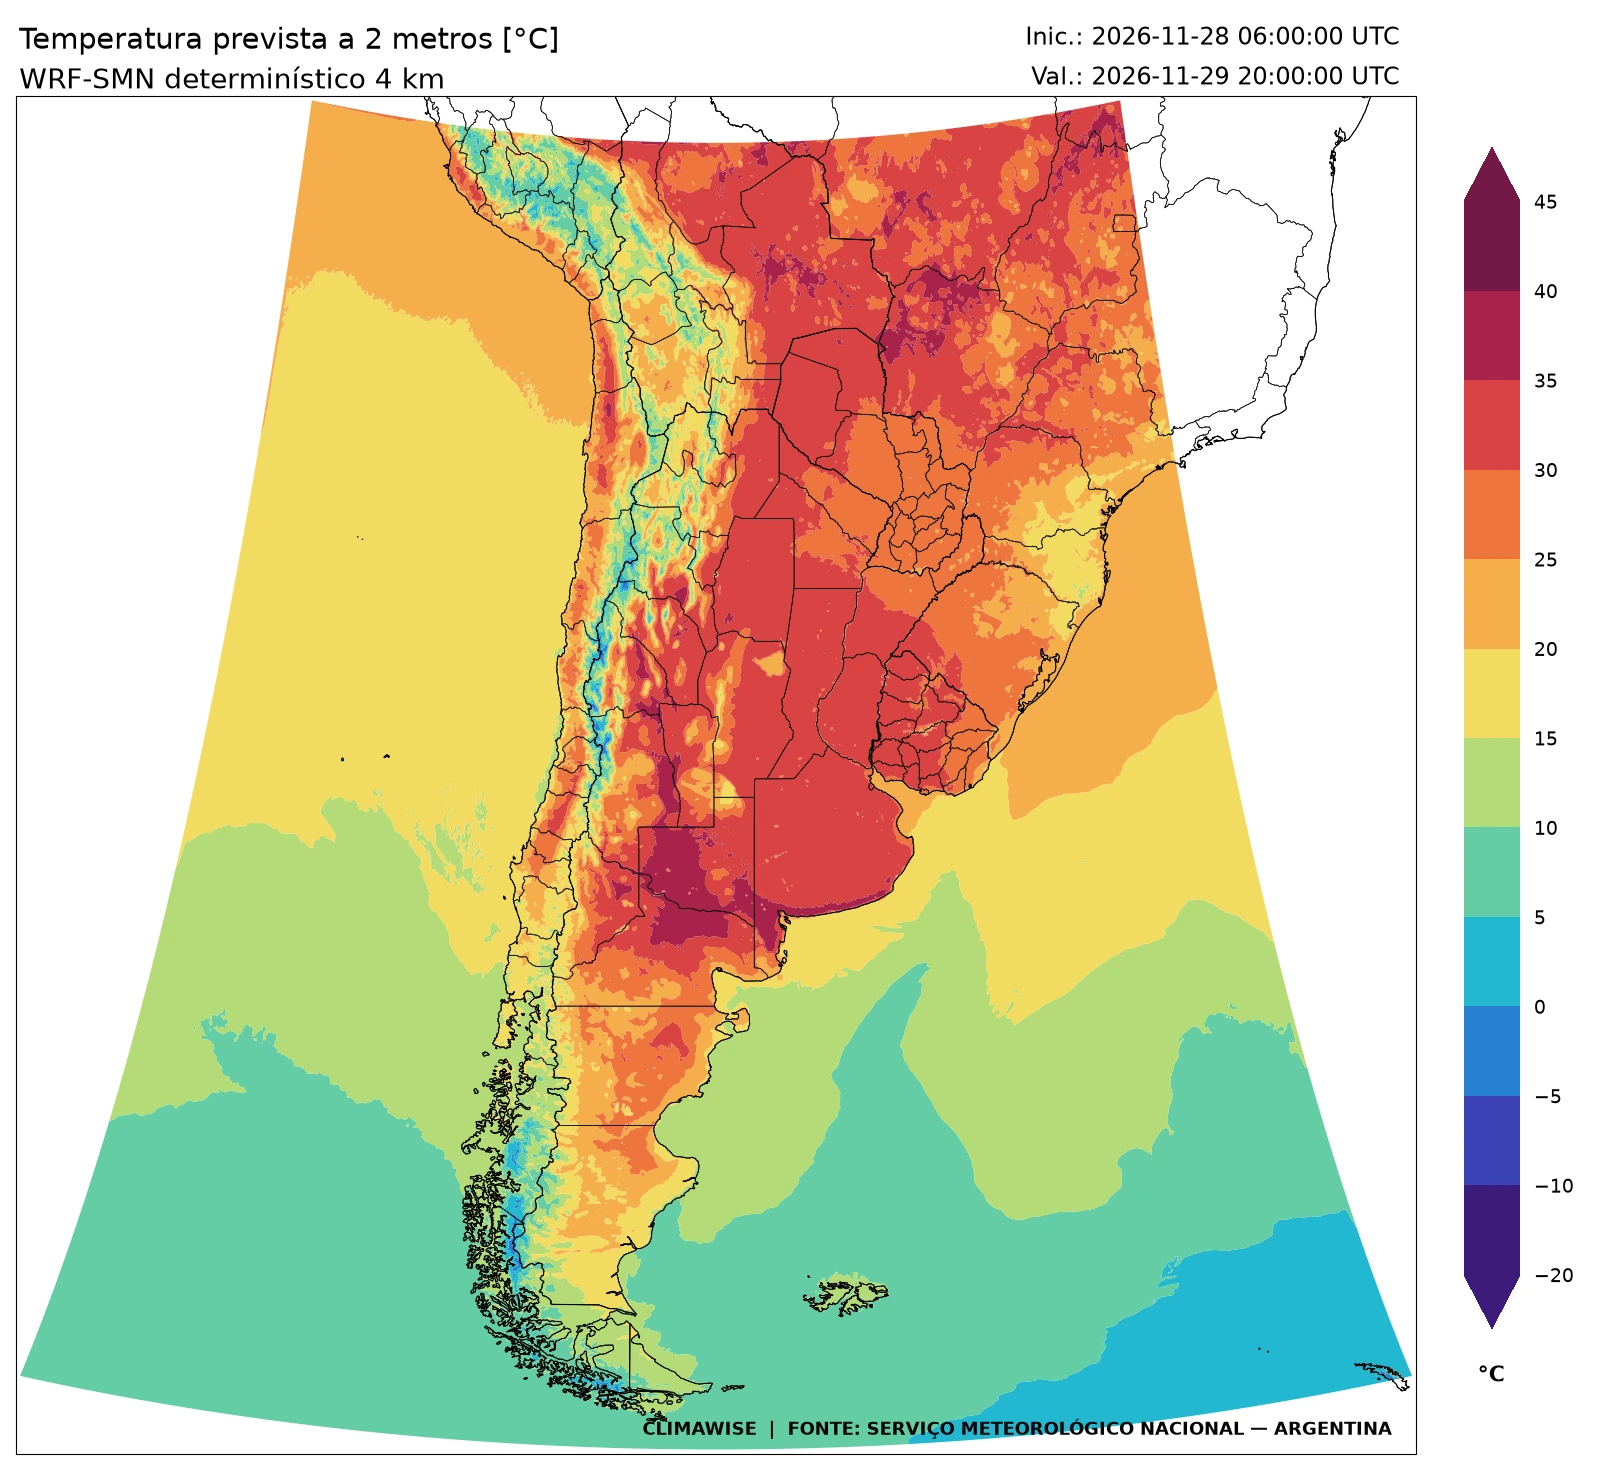 Temperatura prevista a 2 metros [°C]
WRF-SMN determinístico 4 km
Inic.: 2026-11-28 06:00:00 UTC
Val.: 2026-11-29 20:00:00 UTC
45
40
35
30
25
20
15
10
5
0
−5
−10
−20
°C
CLIMAWISE | FONTE: SERVIÇO METEOROLÓGICO NACIONAL — ARGENTINA